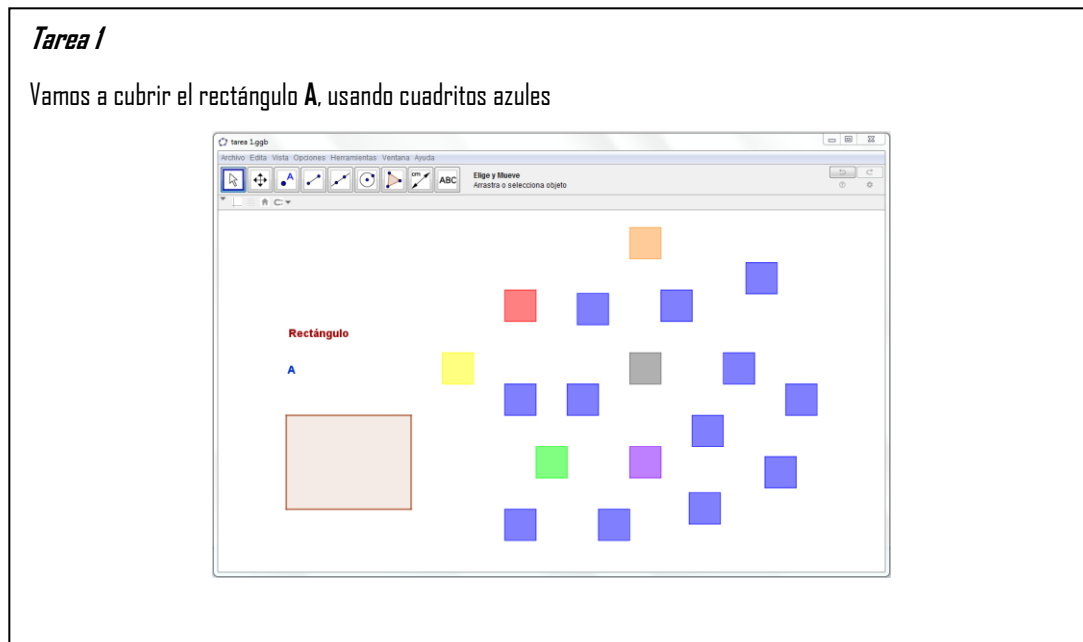 Tarea 1
Vamos a cubrir el rectángulo A, usando cuadritos azules
tarea 1.ggb
Archivo Edita Vista Opciones Herramientas Ventana Ayuda
A cm ABC Elige y Mueve
Arrastra o selecciona objeto
Rectángulo
A